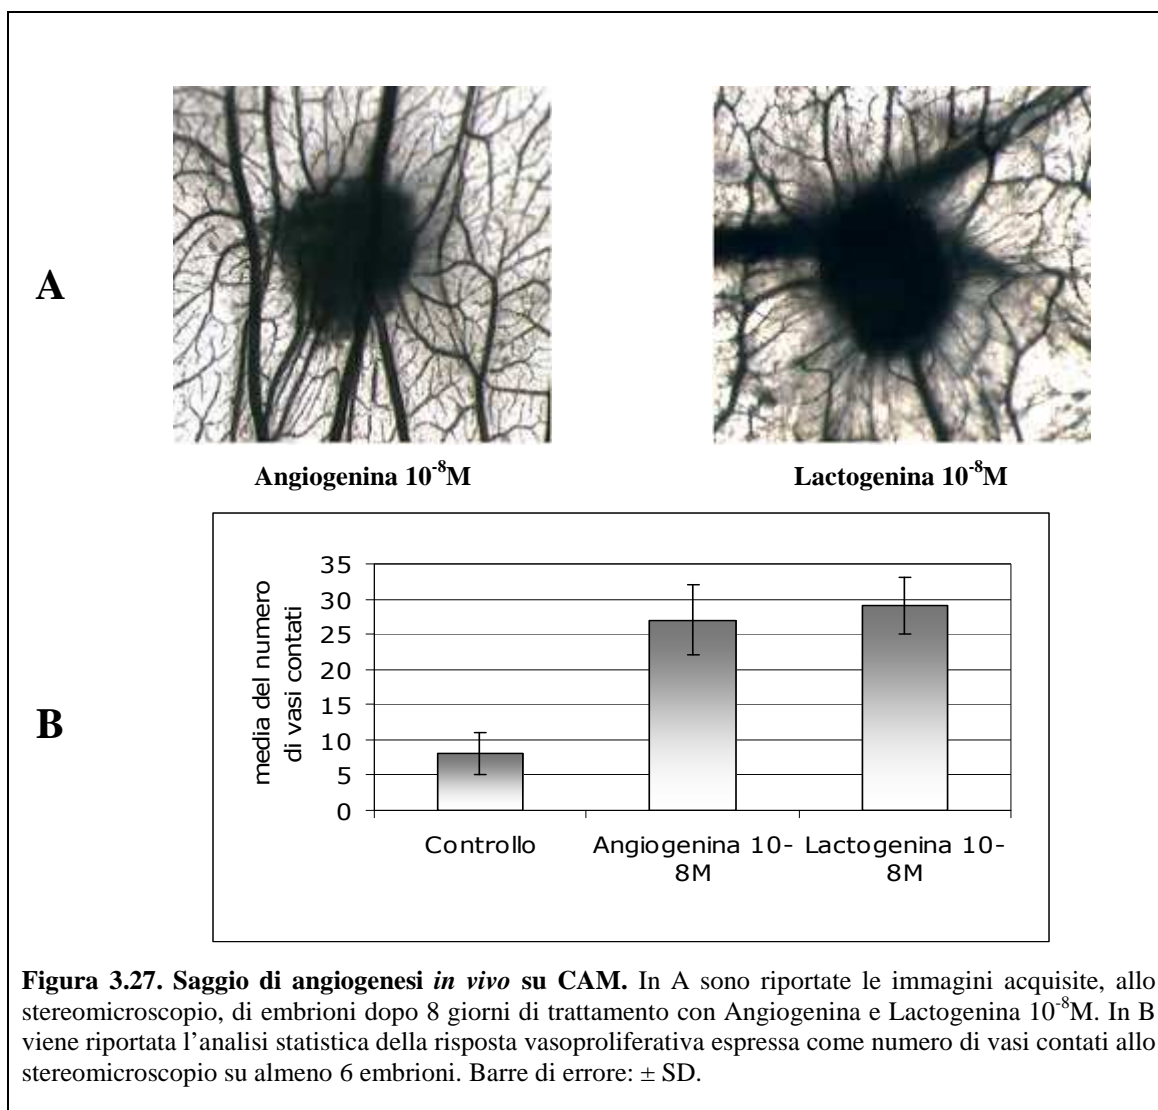 A
Angiogenina 10⁻⁸M
Lactogenina 10⁻⁸M
B
media del numero
di vasi contati
35
30
25
20
15
10
5
0
Controllo
Angiogenina 10-
8M
Lactogenina 10-
8M
Figura 3.27. Saggio di angiogenesi in vivo su CAM. In A sono riportate le immagini acquisite, allo
stereomicroscopio, di embrioni dopo 8 giorni di trattamento con Angiogenina e Lactogenina 10⁻⁸M. In B
viene riportata l’analisi statistica della risposta vasoproliferativa espressa come numero di vasi contati allo
stereomicroscopio su almeno 6 embrioni. Barre di errore: ± SD.